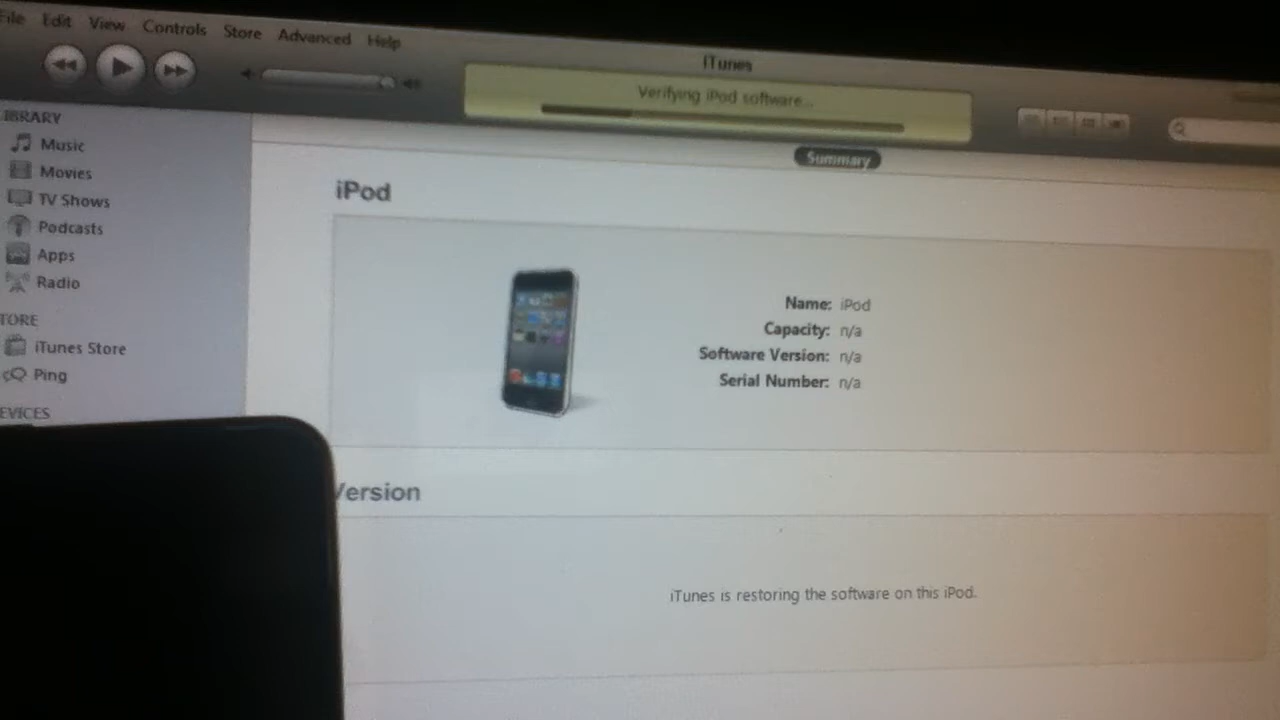 File Edit View Controls Store Advanced Help
iTunes
Verifying iPod software...
Summary
IBRARY
Music
Movies
TV Shows
Podcasts
Apps
Radio
TORE
iTunes Store
Ping
EVICES
iPod
Name: iPod
Capacity: n/a
Software Version: n/a
Serial Number: n/a
Version
iTunes is restoring the software on this iPod.